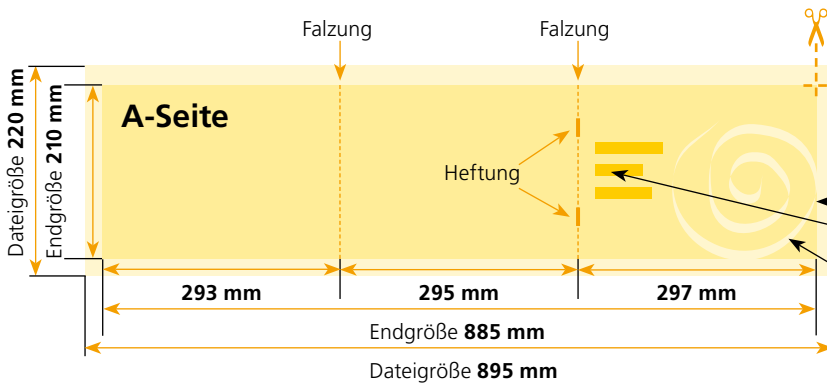 Falzung
Falzung
Dateigröße 220 mm
Endgröße 210 mm
A-Seite
Heftung
293 mm
295 mm
297 mm
Endgröße 885 mm
Dateigröße 895 mm